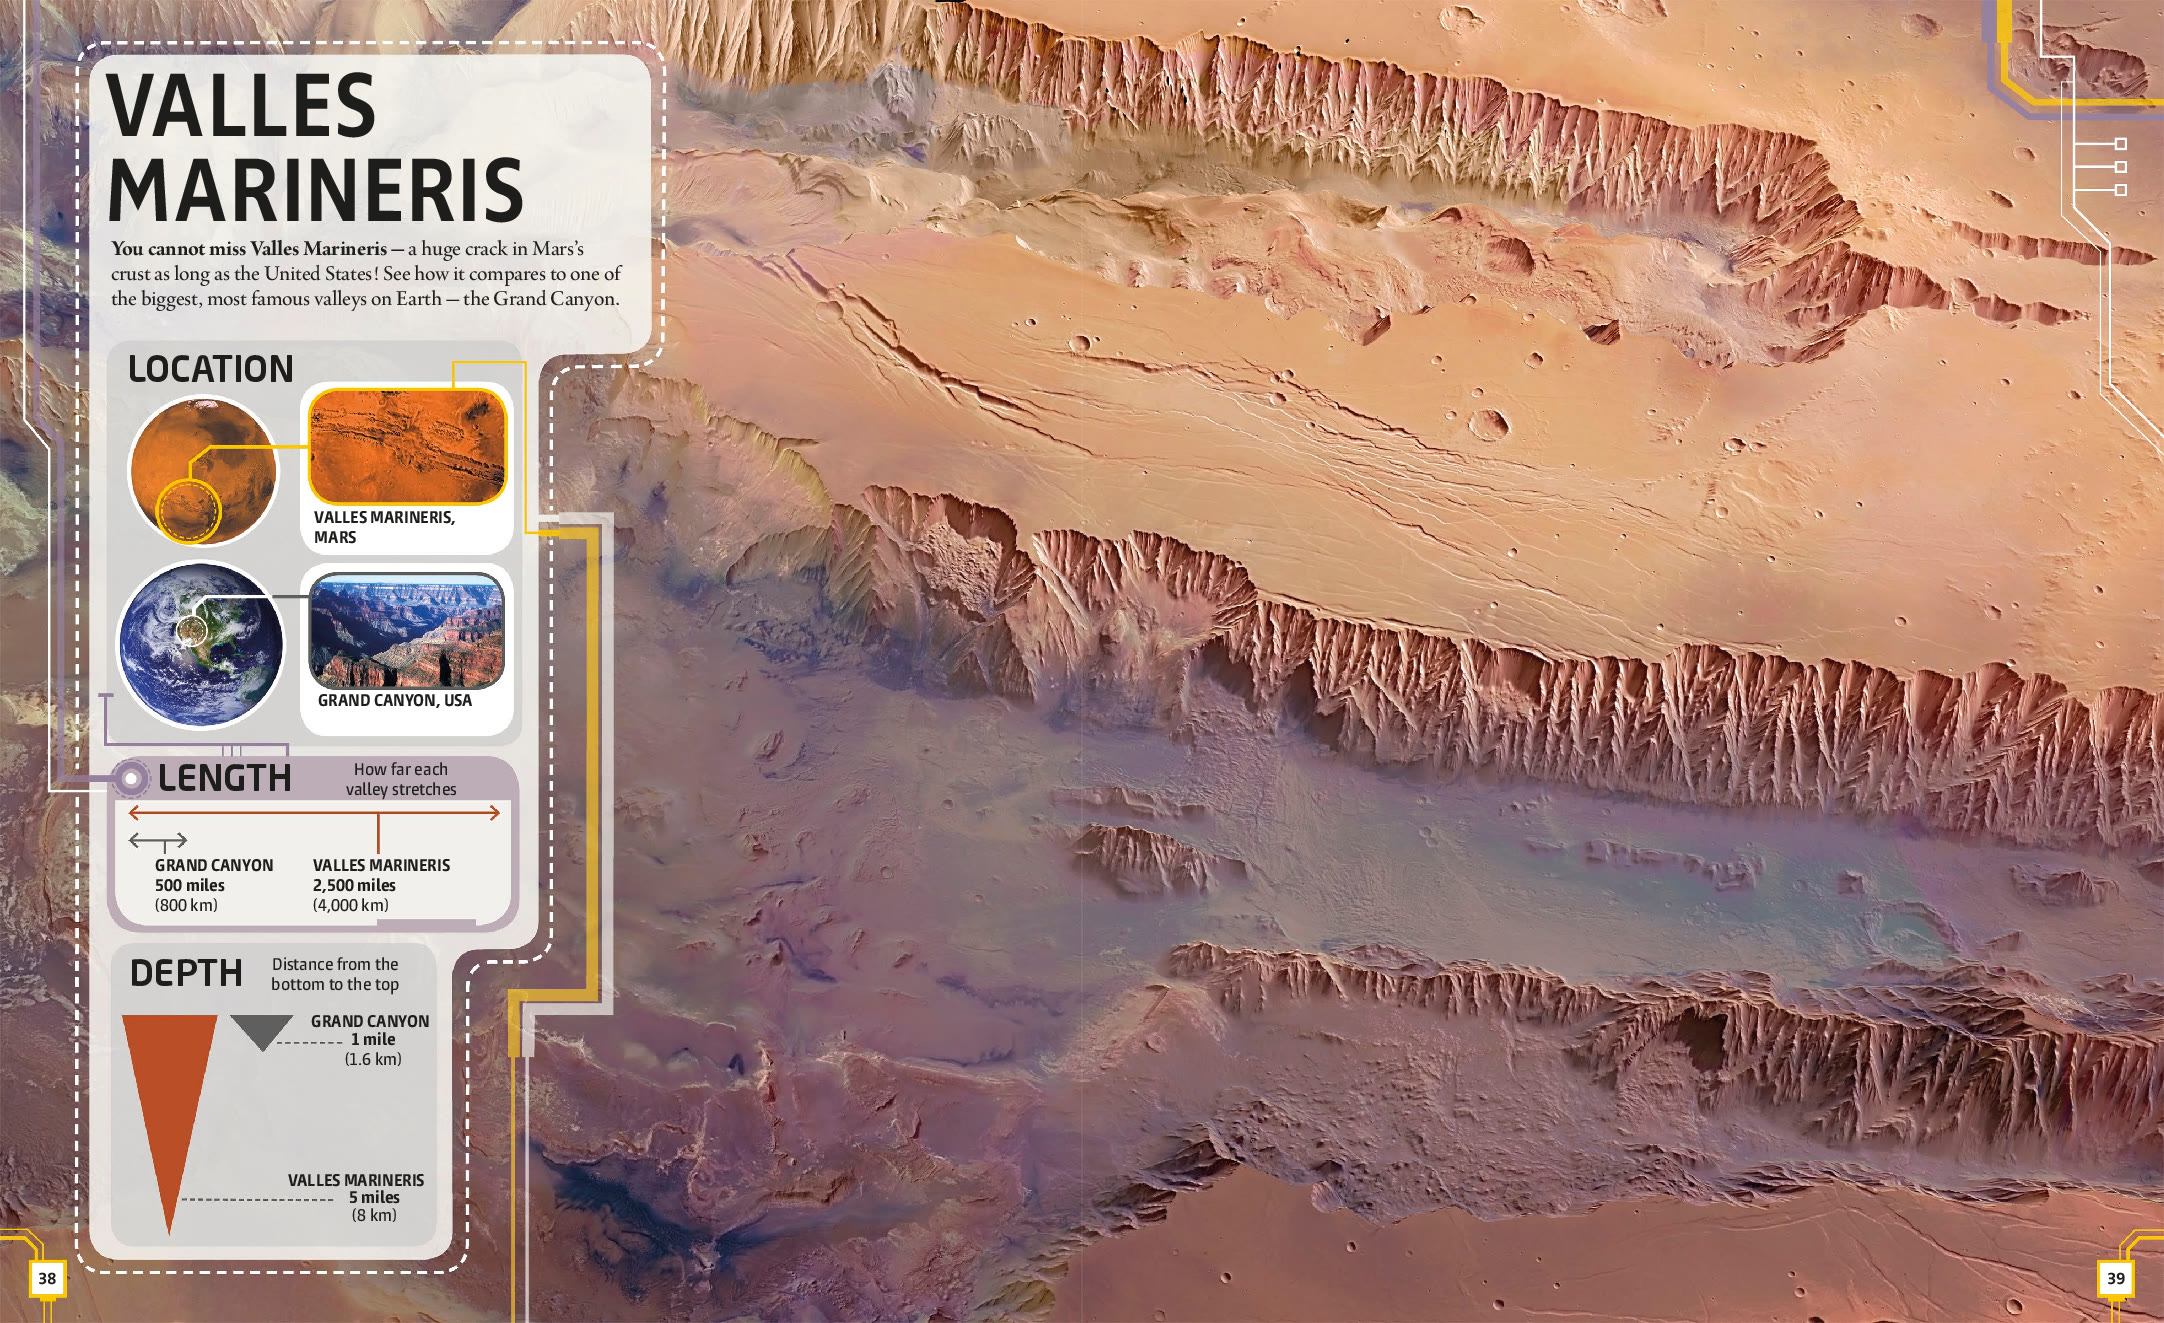 VALLES
MARINERIS
You cannot miss Valles Marineris — a huge crack in Mars’s
crust as long as the United States! See how it compares to one of
the biggest, most famous valleys on Earth — the Grand Canyon.
LOCATION
VALLES MARINERIS,
MARS
GRAND CANYON, USA
LENGTH
How far each
valley stretches
GRAND CANYON
500 miles
(800 km)
VALLES MARINERIS
2,500 miles
(4,000 km)
DEPTH
Distance from the
bottom to the top
GRAND CANYON
1 mile
(1.6 km)
VALLES MARINERIS
5 miles
(8 km)
38
39